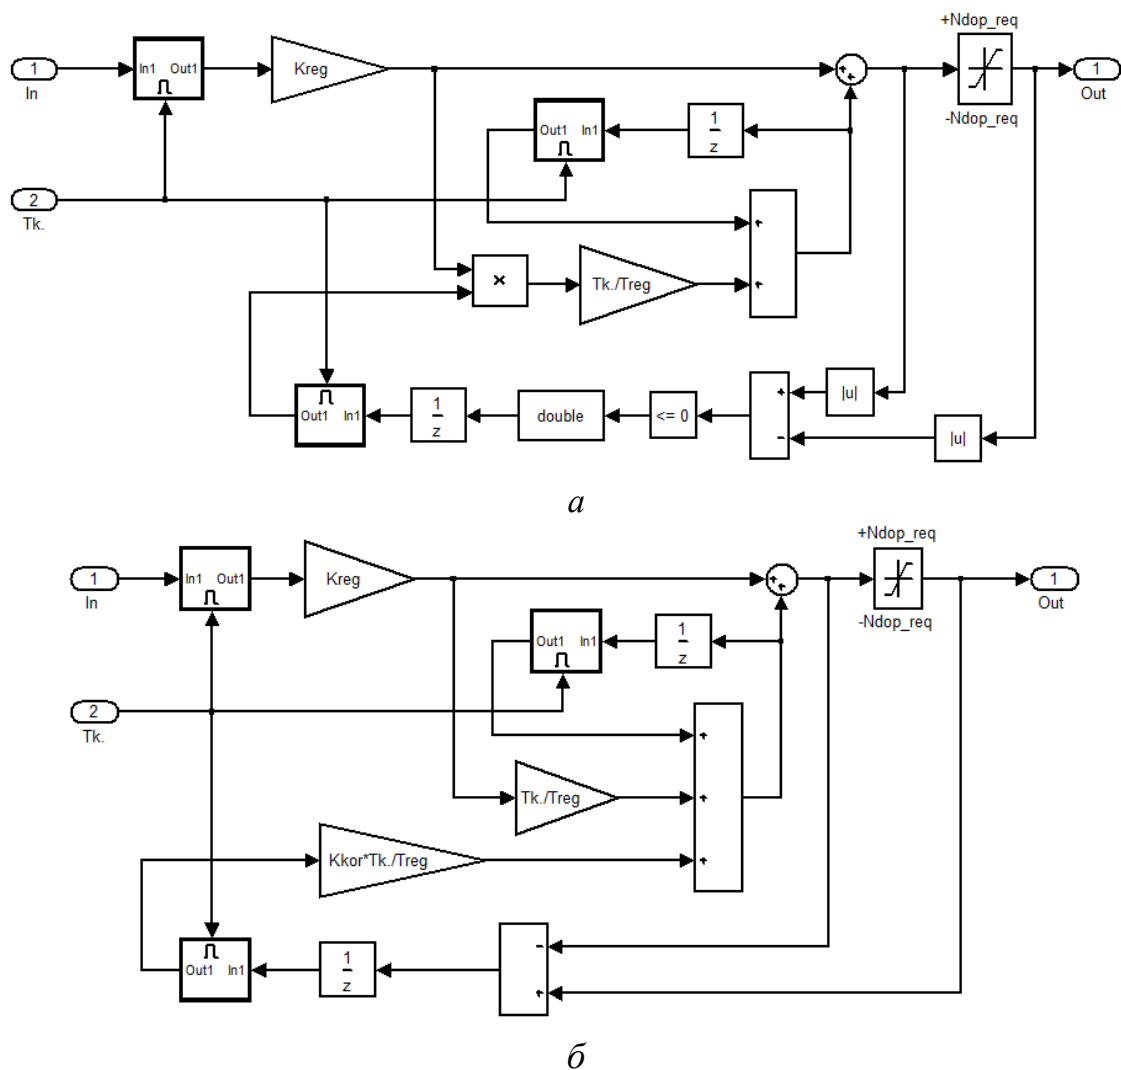 +Ndop_req
1
In1 Out1
Kreg
+
+
1
In
Out
-Ndop_req
Out1 In1
1
z
2
Tk.
+
×
Tk./Treg
+
Out1 In1
1
z
double
<= 0
+
-
|u|
|u|
а
+Ndop_req
1
In1 Out1
Kreg
+
+
1
In
Out
-Ndop_req
Out1 In1
1
z
2
Tk.
+
Tk./Treg
+
Kkor*Tk./Treg
+
Out1 In1
1
z
-
+
б